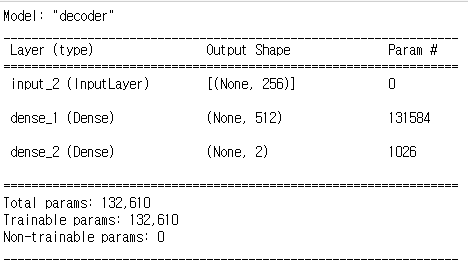 Model: "decoder"
_________________________________________________________________
Layer (type) Output Shape Param #
=================================================================
input_2 (InputLayer) [(None, 256)] 0
dense_1 (Dense) (None, 512) 131584
dense_2 (Dense) (None, 2) 1026
=================================================================
Total params: 132,610
Trainable params: 132,610
Non-trainable params: 0
_________________________________________________________________